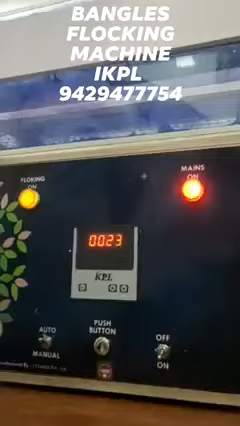 BANGLES
FLOCKING
MACHINE
IKPL
9429477754
FLOKING
ON
MAINS
ON
0023
KPL
AUTO
MANUAL
PUSH
BUTTON
OFF
ON